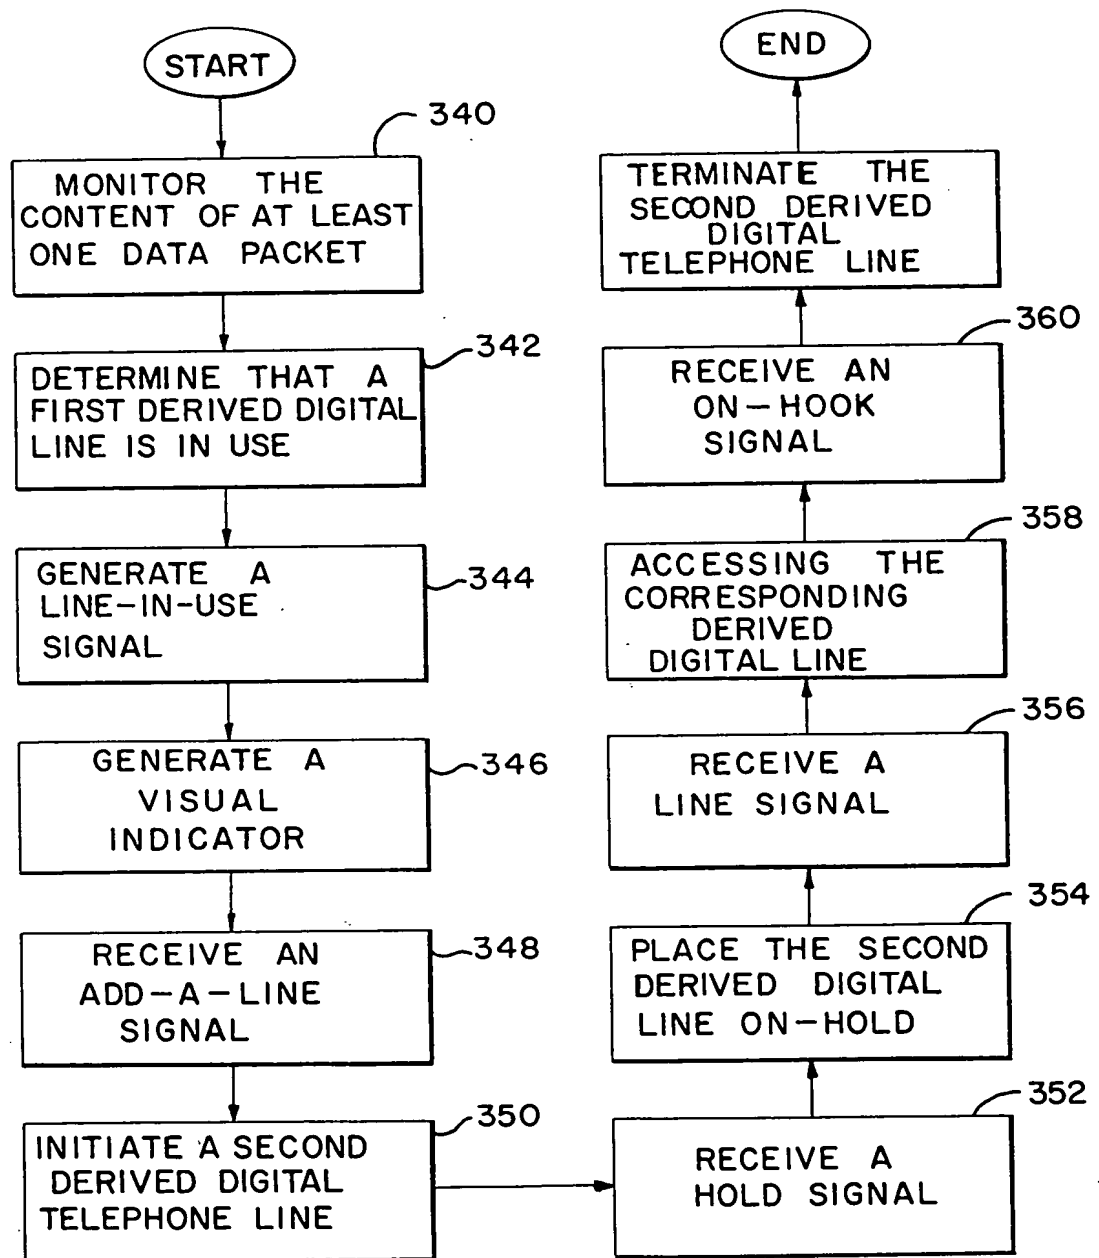 START
340
MONITOR THE
CONTENT OF AT LEAST
ONE DATA PACKET
342
DETERMINE THAT A
FIRST DERIVED DIGITAL
LINE IS IN USE
344
GENERATE A
LINE-IN-USE
SIGNAL
346
GENERATE A
VISUAL
INDICATOR
348
RECEIVE AN
ADD-A-LINE
SIGNAL
350
INITIATE A SECOND
DERIVED DIGITAL
TELEPHONE LINE
352
RECEIVE A
HOLD SIGNAL
354
PLACE THE SECOND
DERIVED DIGITAL
LINE ON-HOLD
356
RECEIVE A
LINE SIGNAL
358
ACCESSING THE
CORRESPONDING
DERIVED
DIGITAL LINE
360
RECEIVE AN
ON-HOOK
SIGNAL
TERMINATE THE
SECOND DERIVED
DIGITAL
TELEPHONE LINE
END